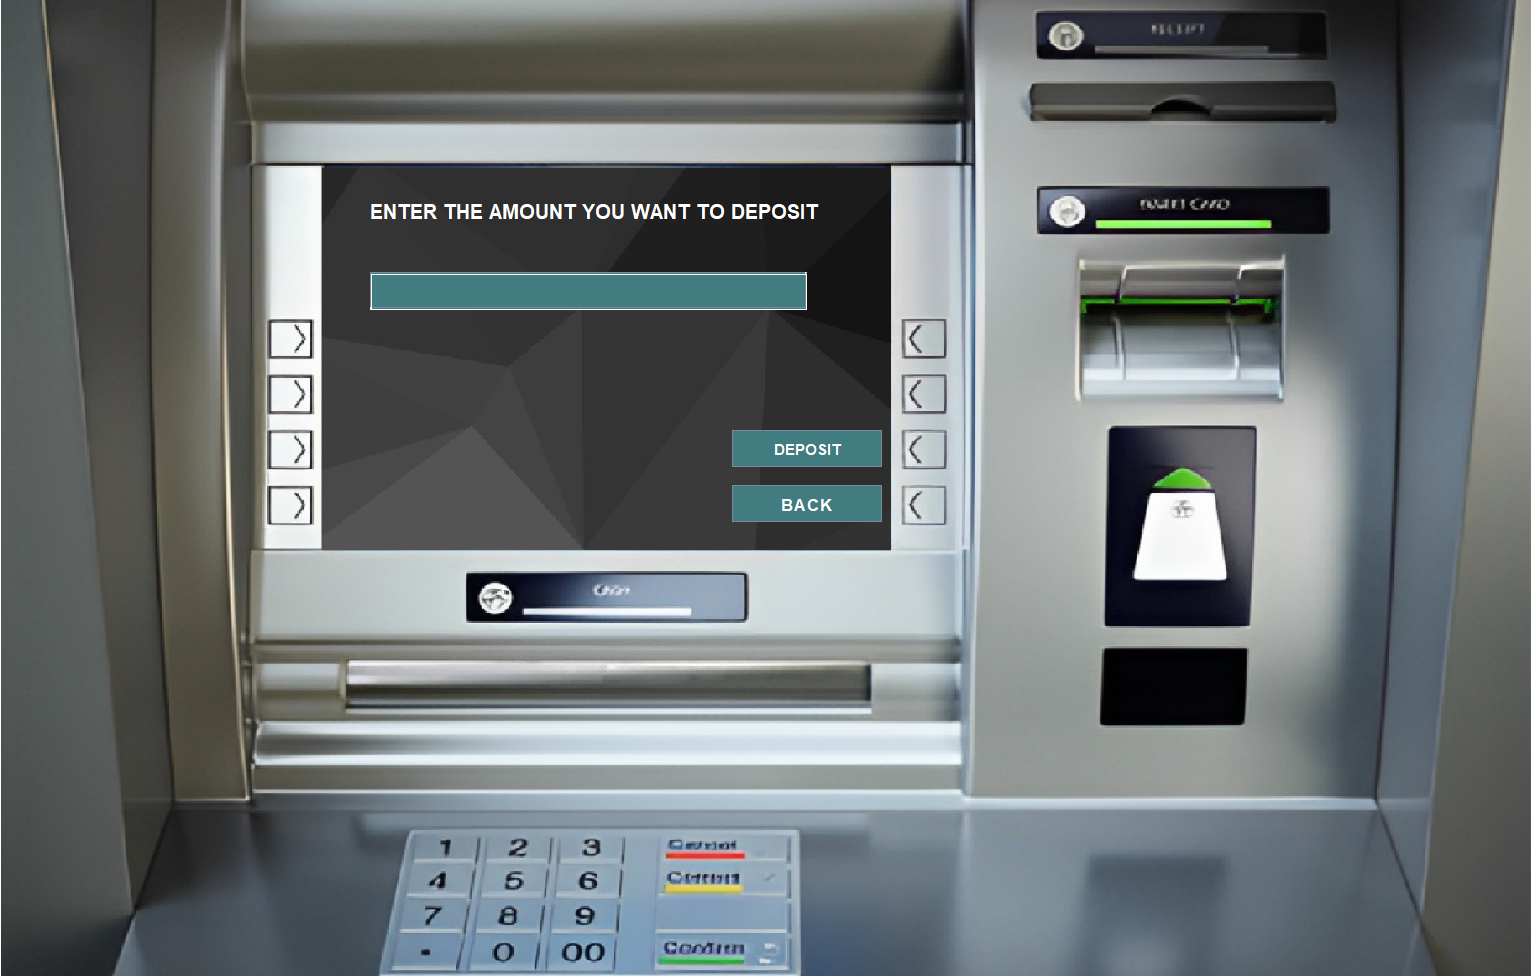 ENTER THE AMOUNT YOU WANT TO DEPOSIT
DEPOSIT
BACK
1 2 3
4 5 6
7 8 9
0 00
Confirm